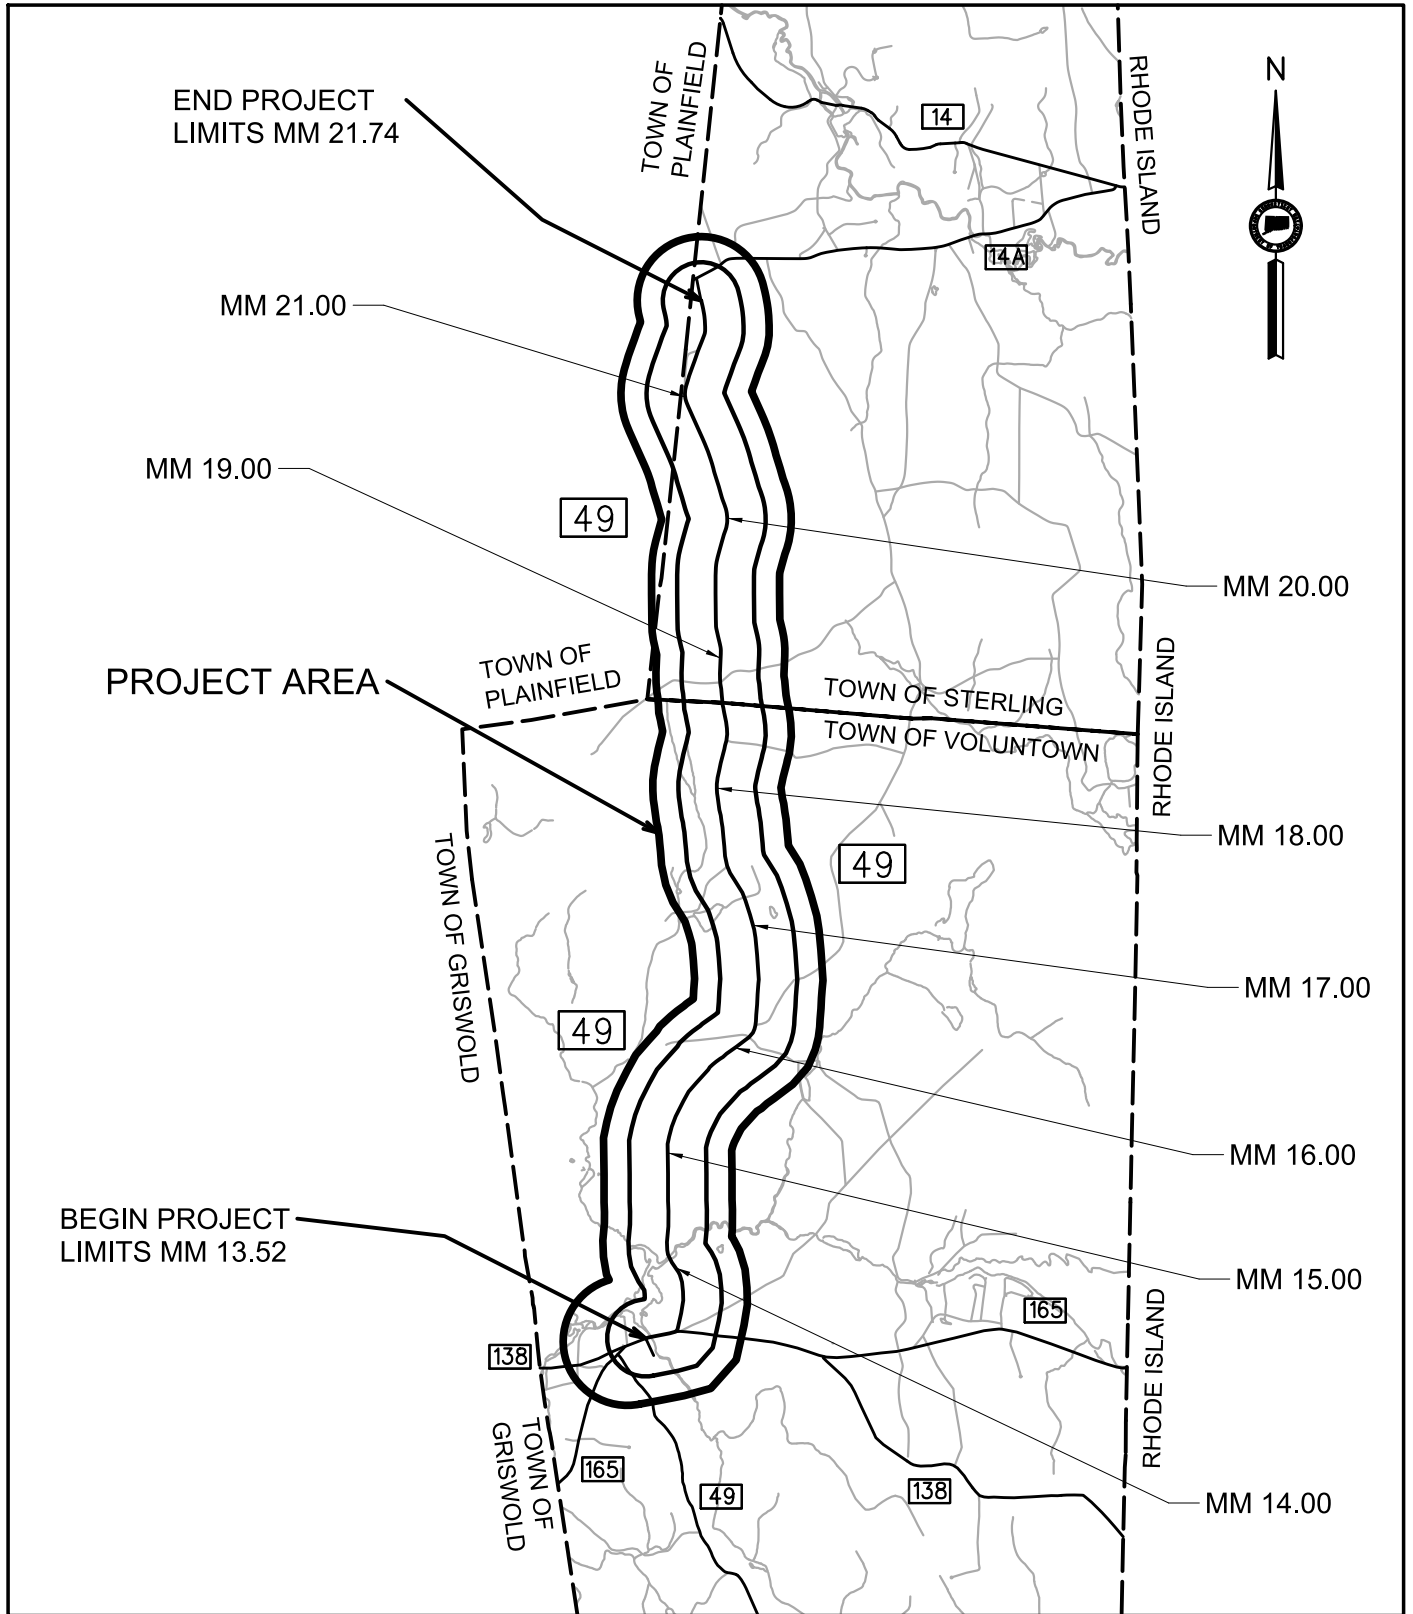 END PROJECT
LIMITS MM 21.74
TOWN OF
PLAINFIELD
14
RHODE ISLAND
N
14A
MM 21.00
MM 19.00
49
MM 20.00
PROJECT AREA
TOWN OF
PLAINFIELD
TOWN OF STERLING
TOWN OF VOLUNTOWN
RHODE ISLAND
MM 18.00
49
TOWN OF GRISWOLD
MM 17.00
49
MM 16.00
BEGIN PROJECT
LIMITS MM 13.52
MM 15.00
165
RHODE ISLAND
138
TOWN OF
GRISWOLD
165
49
138
MM 14.00